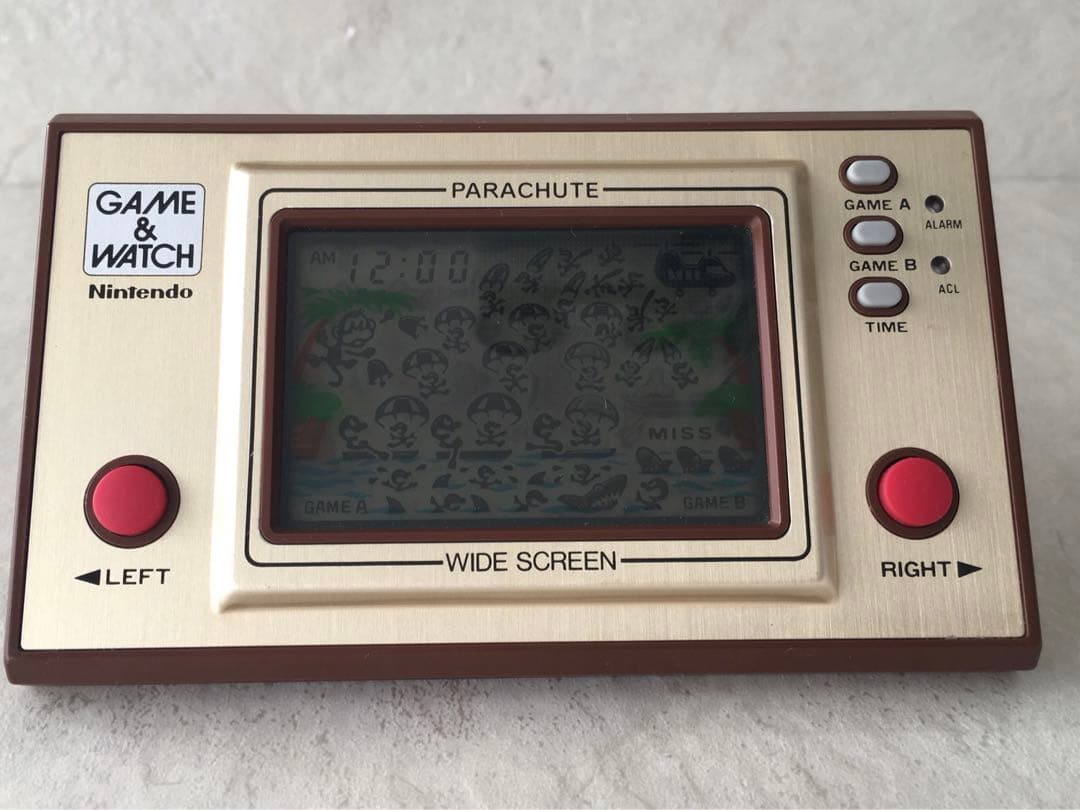 GAME
&
WATCH
Nintendo
PARACHUTE
AM 12:00
MISS
GAME A
GAME B
WIDE SCREEN
◀LEFT
RIGHT▶
GAME A
ALARM
GAME B
ACL
TIME